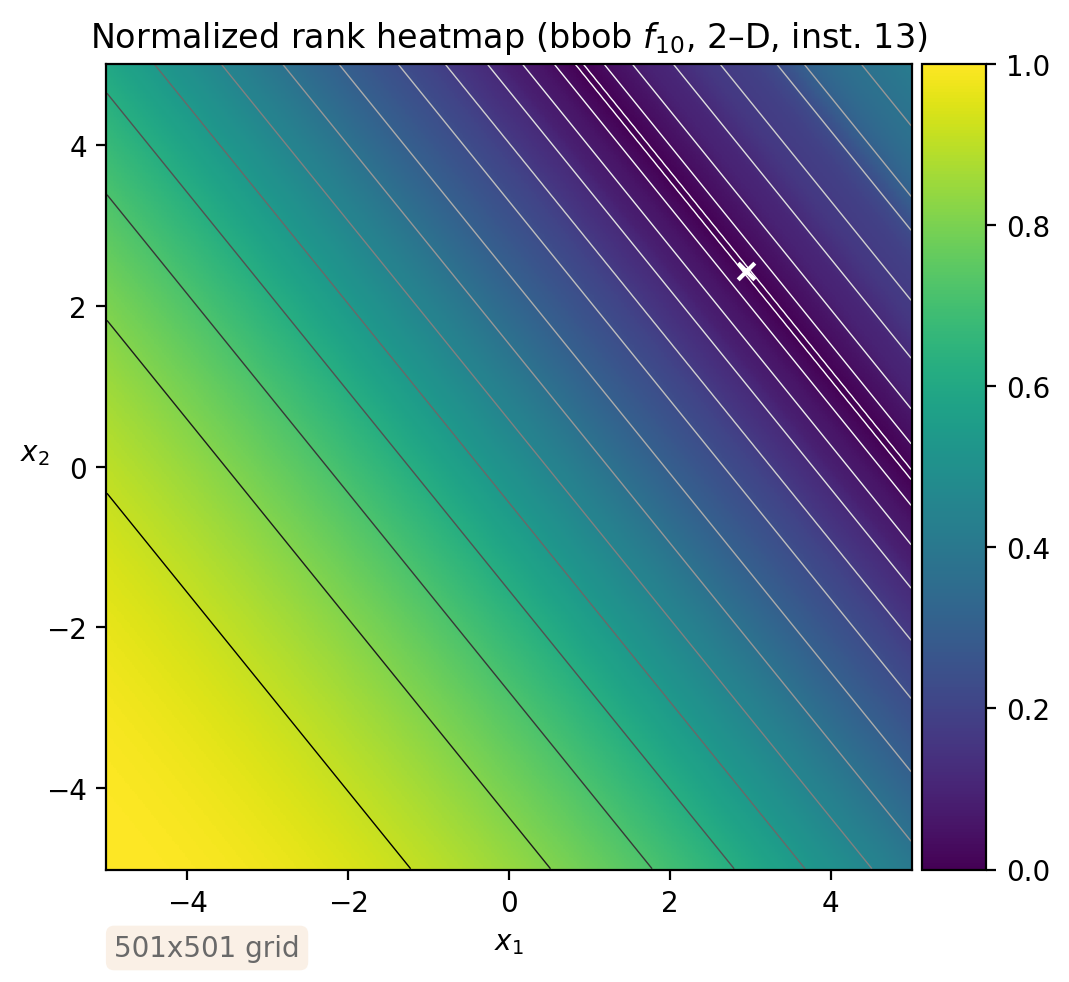 Normalized rank heatmap (bbob f₁₀, 2–D, inst. 13)
1.0
0.8
0.6
0.4
0.2
0.0
4
2
0
−2
−4
x₂
−4 −2 0 2 4
x₁
501x501 grid